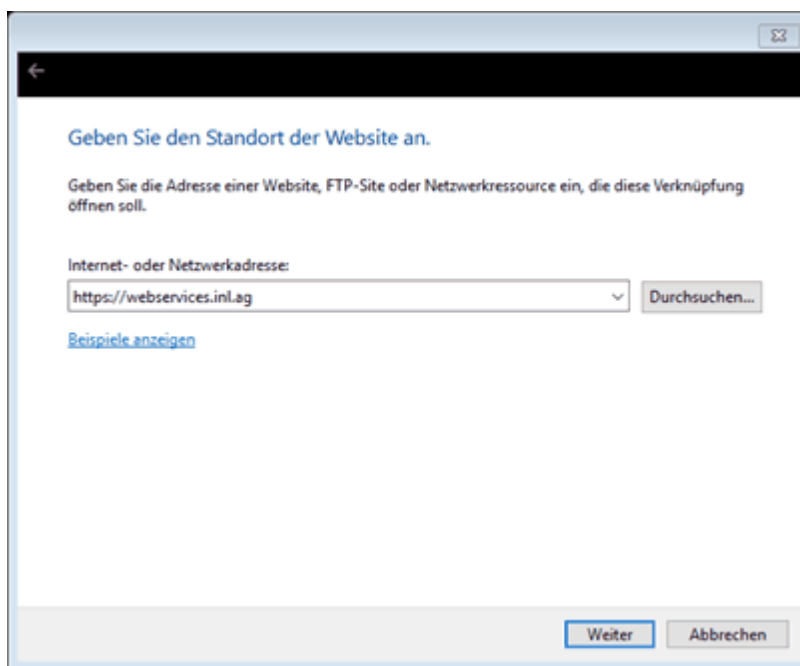 Geben Sie den Standort der Website an.
Geben Sie die Adresse einer Website, FTP-Site oder Netzwerkressource ein, die diese Verknüpfung
öffnen soll.
Internet- oder Netzwerkadresse:
https://webservices.inl.ag
Durchsuchen...
Beispiele anzeigen
Weiter
Abbrechen